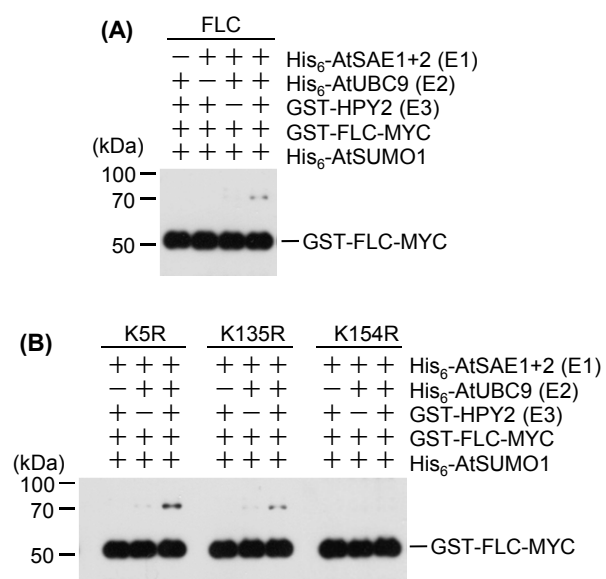 (A)
FLC
− + + + His₆-AtSAE1+2 (E1)
+ − + + His₆-AtUBC9 (E2)
+ + − + GST-HPY2 (E3)
+ + + + GST-FLC-MYC
+ + + + His₆-AtSUMO1
(kDa)
100
70
50
GST-FLC-MYC
(B)
K5R K135R K154R
+ + + + + + + + + His₆-AtSAE1+2 (E1)
− + + − + + − + + His₆-AtUBC9 (E2)
+ − + + − + + − + GST-HPY2 (E3)
+ + + + + + + + + GST-FLC-MYC
+ + + + + + + + + His₆-AtSUMO1
(kDa)
100
70
50
GST-FLC-MYC